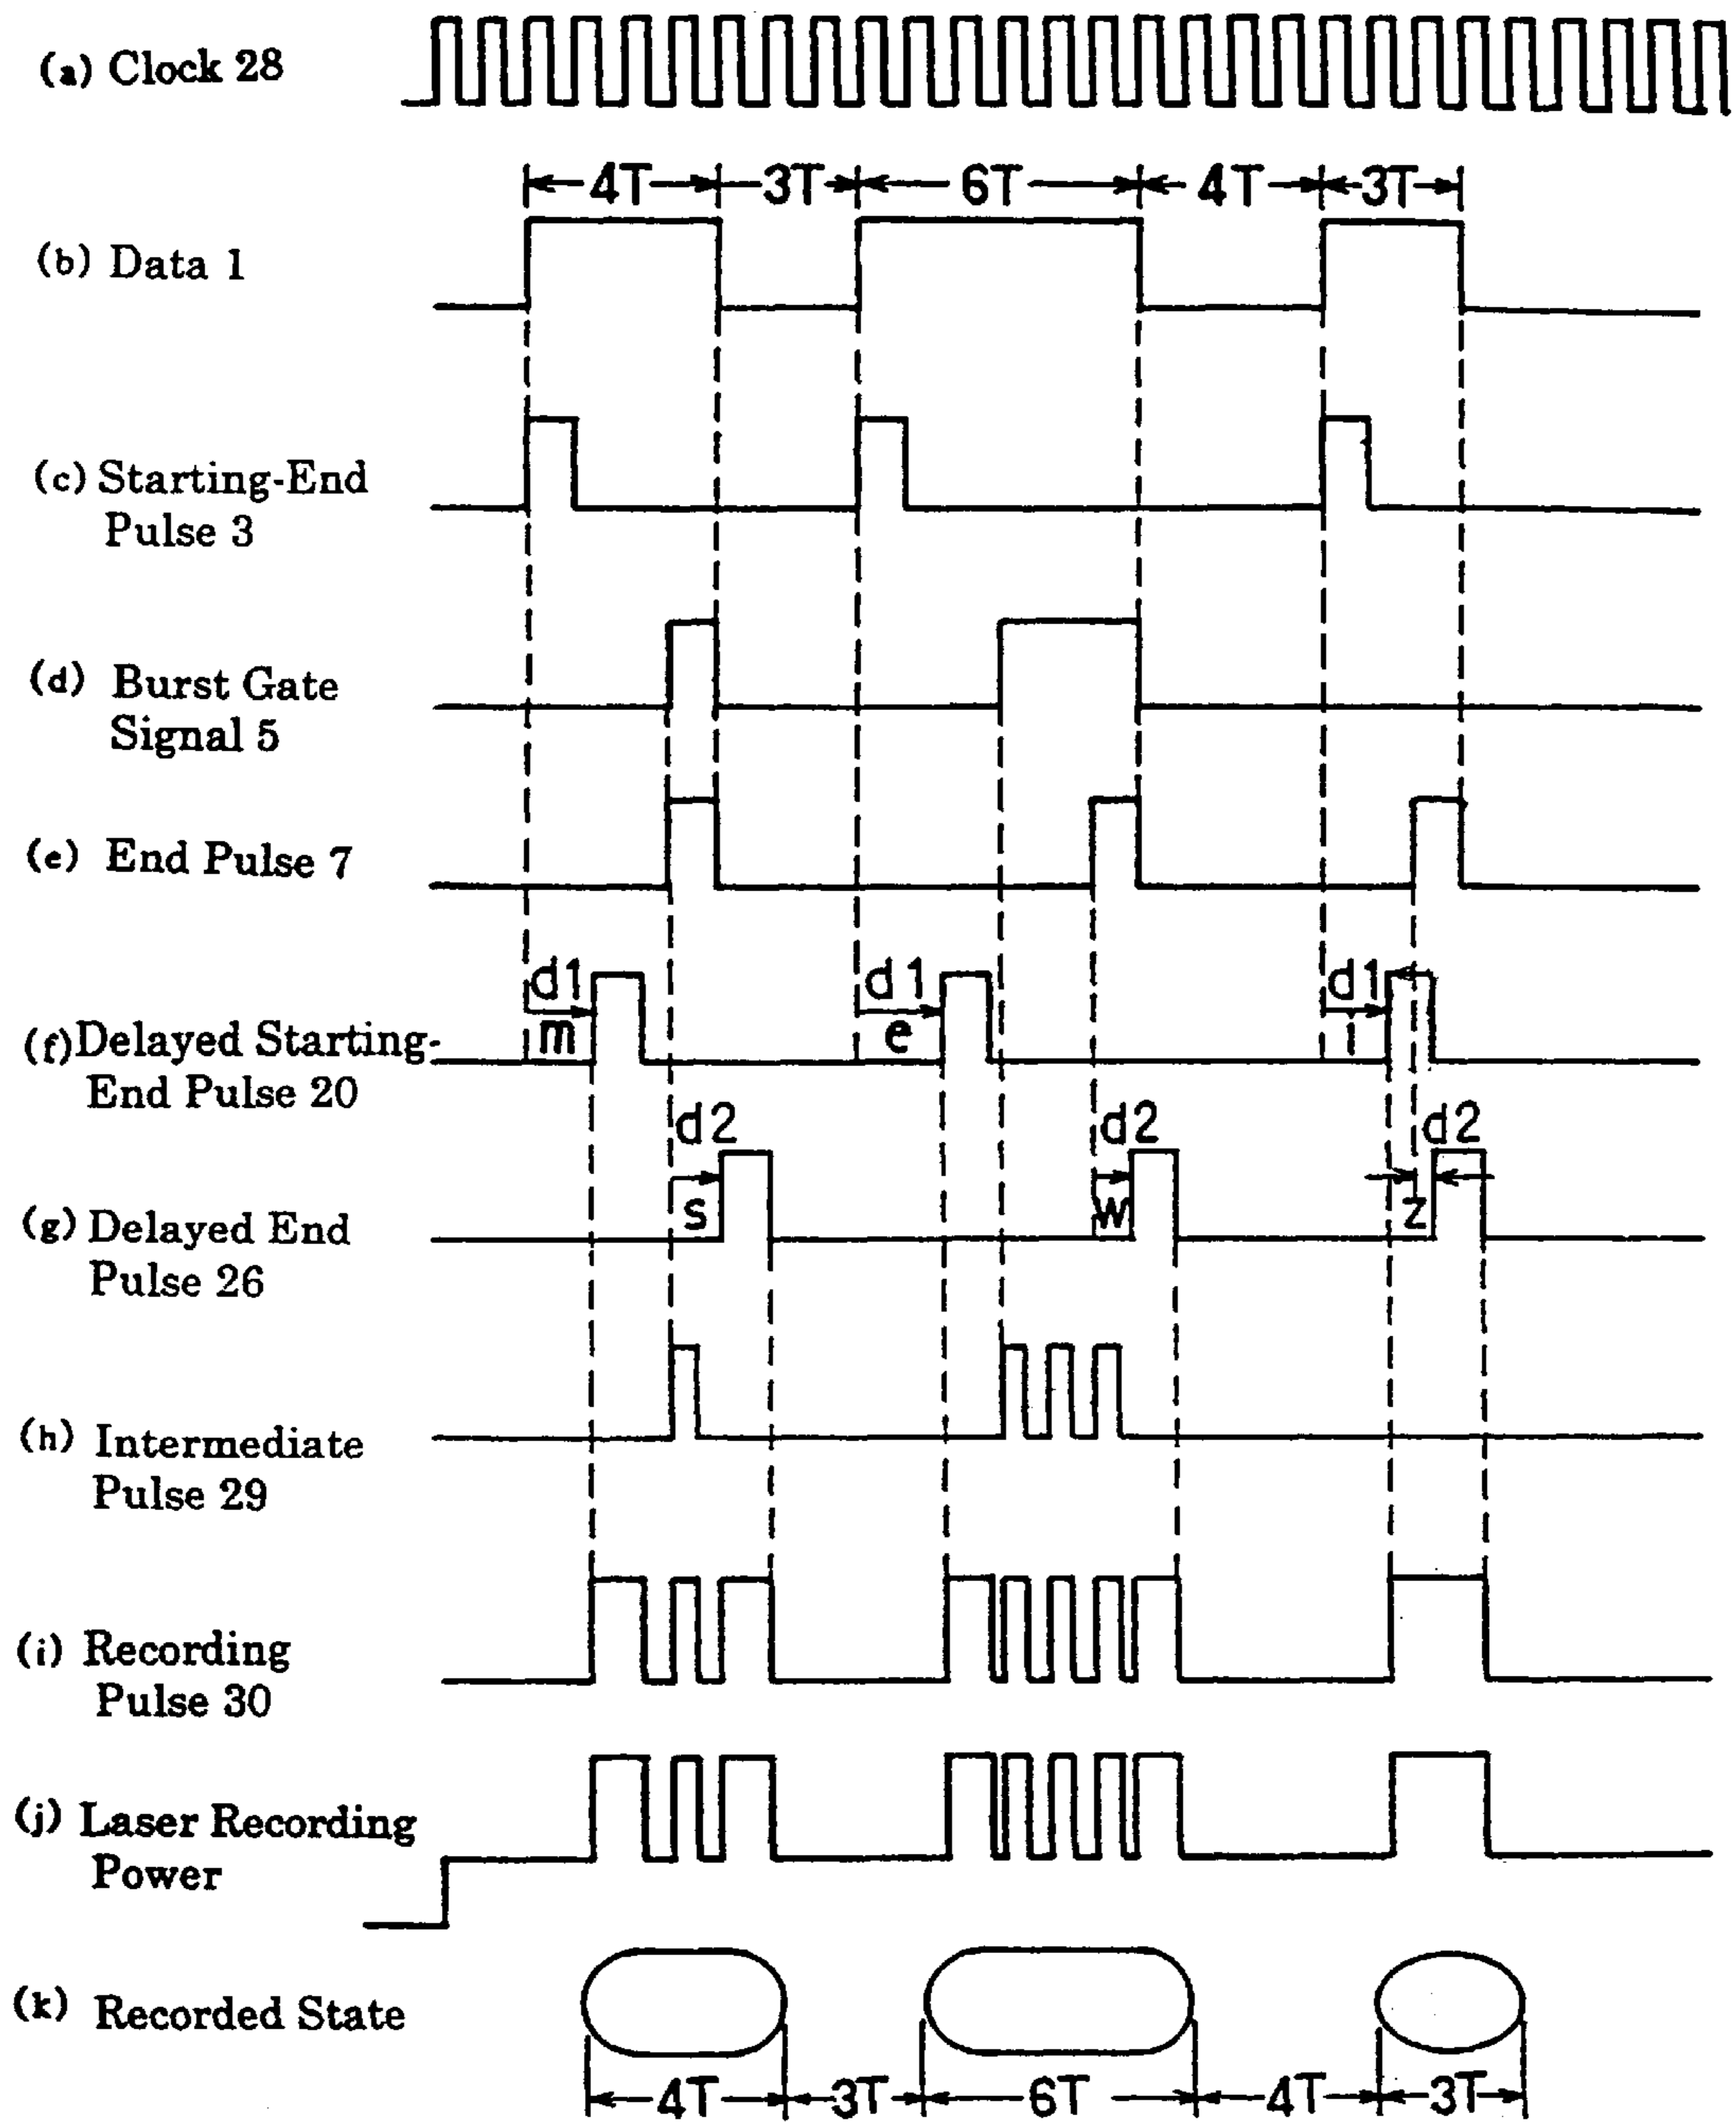 (a) Clock 28
4T 3T 6T 4T 3T
(b) Data 1
(c) Starting-End
Pulse 3
(d) Burst Gate
Signal 5
(e) End Pulse 7
d1 d1 d1
m e i
(f) Delayed Starting-
End Pulse 20
d2 d2 d2
s w z
(g) Delayed End
Pulse 26
(h) Intermediate
Pulse 29
(i) Recording
Pulse 30
(j) Laser Recording
Power
(k) Recorded State
4T 3T 6T 4T 3T